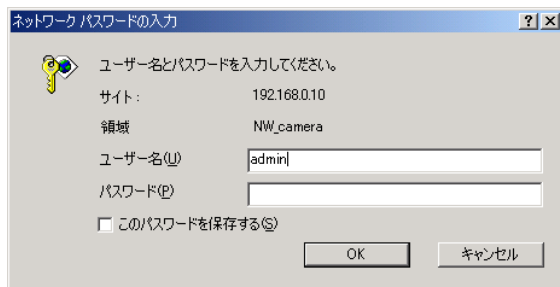 ネットワーク パスワードの入力
ユーザー名とパスワードを入力してください。
サイト: 192.168.0.10
領域 NW_camera
ユーザー名(U) admin
パスワード(P)
このパスワードを保存する(S)
OK キャンセル